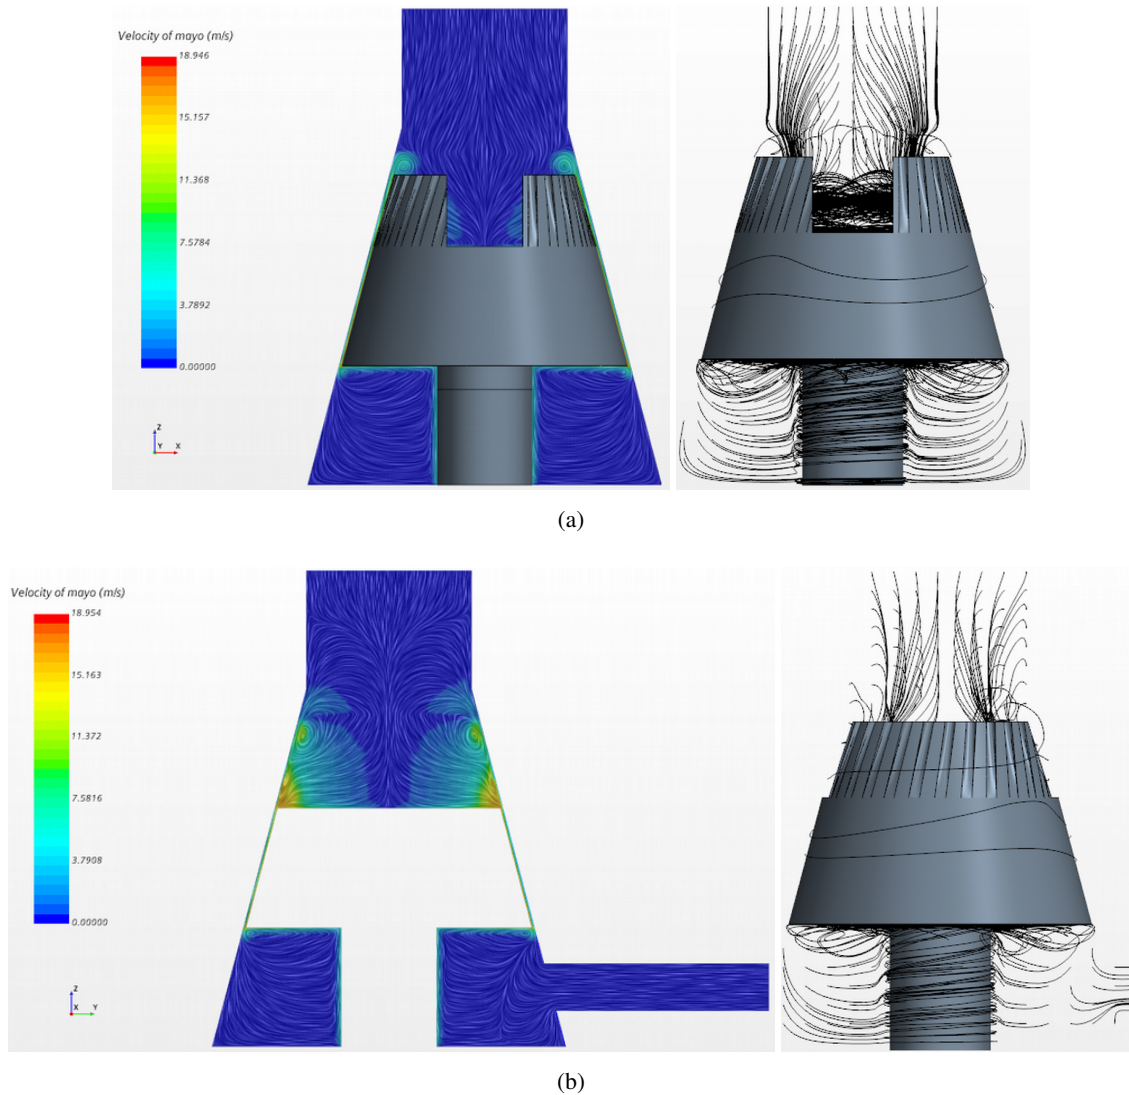 Velocity of mayo (m/s)
18.946
15.157
11.368
7.5784
3.7892
0.00000
Z
Y X
(a)
Velocity of mayo (m/s)
18.954
15.163
11.372
7.5816
3.7908
0.00000
Z
X Y
(b)